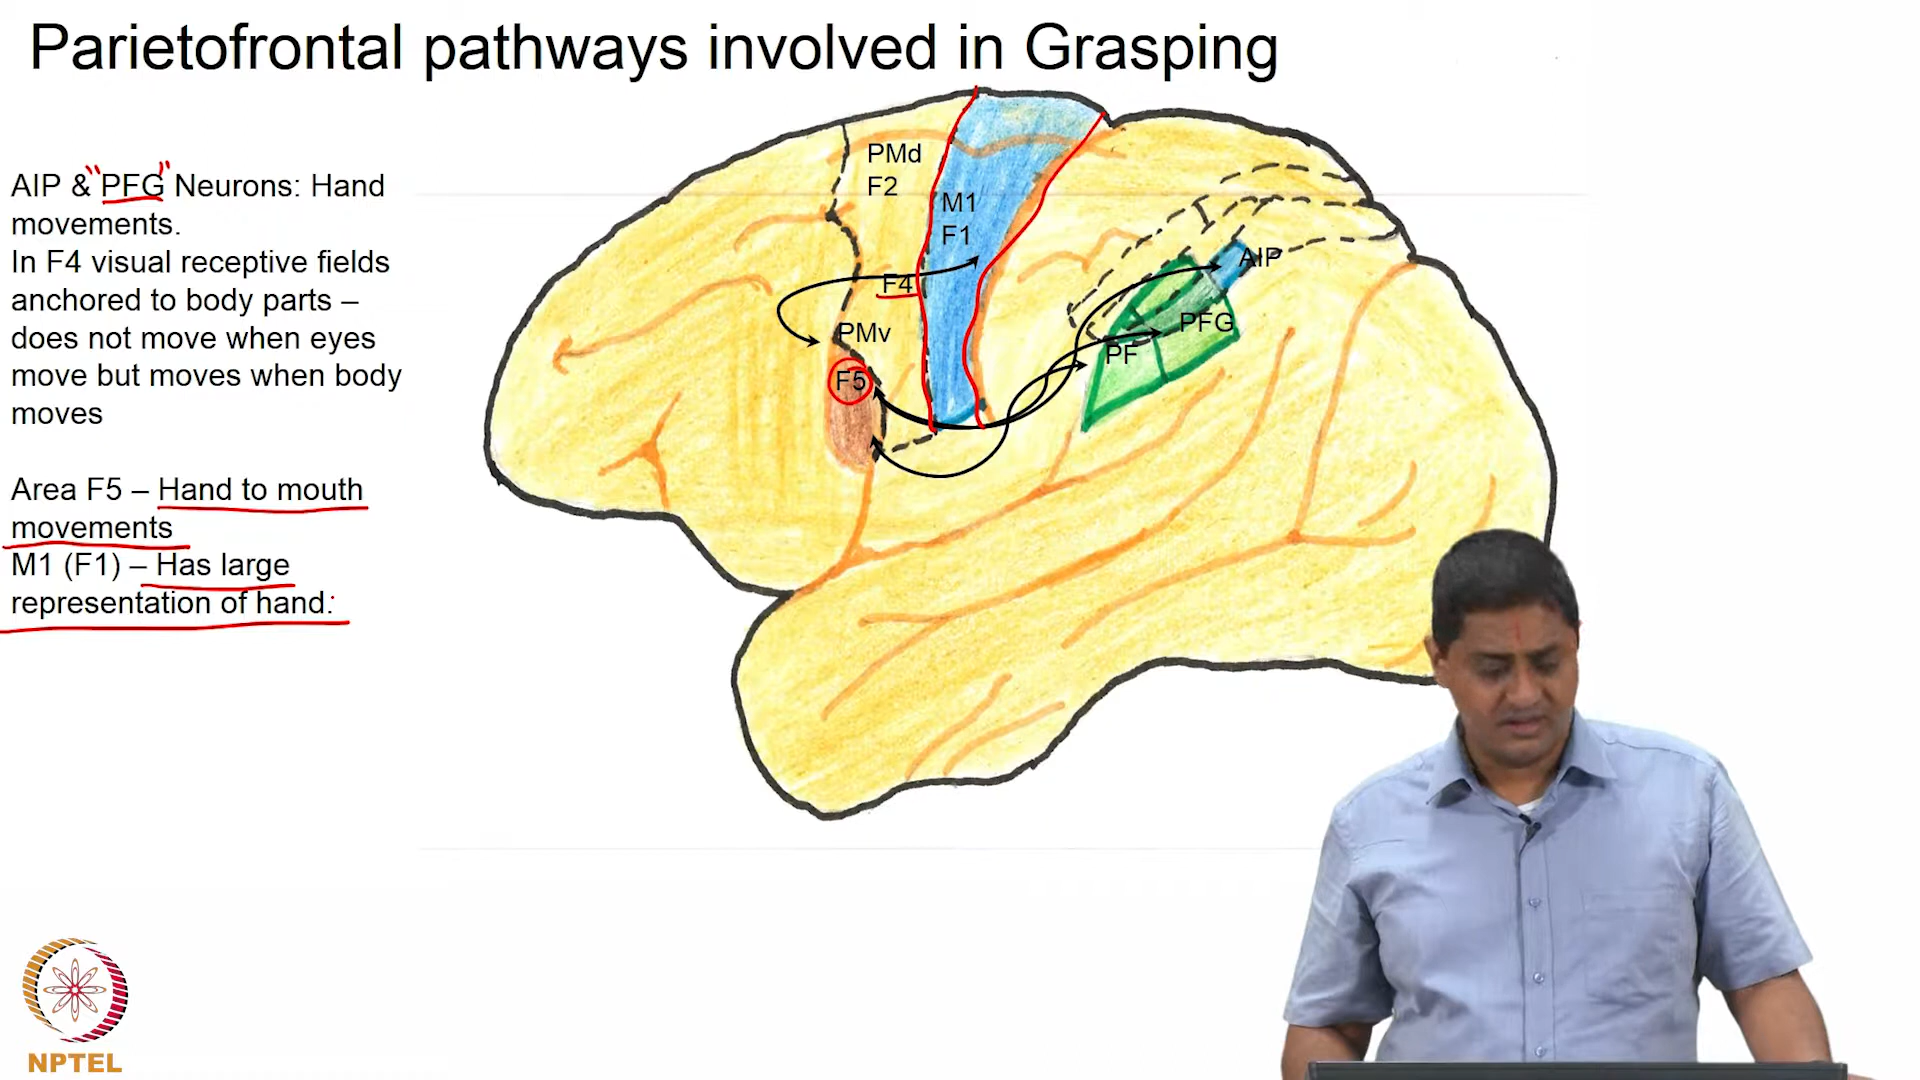 Parietofrontal pathways involved in Grasping
AIP & "PFG" Neurons: Hand
movements.
In F4 visual receptive fields
anchored to body parts –
does not move when eyes
move but moves when body
moves
Area F5 – Hand to mouth
movements
M1 (F1) – Has large
representation of hand.
PMd
F2
M1
F1
F4
PMv
F5
AIP
PFG
PF
NPTEL